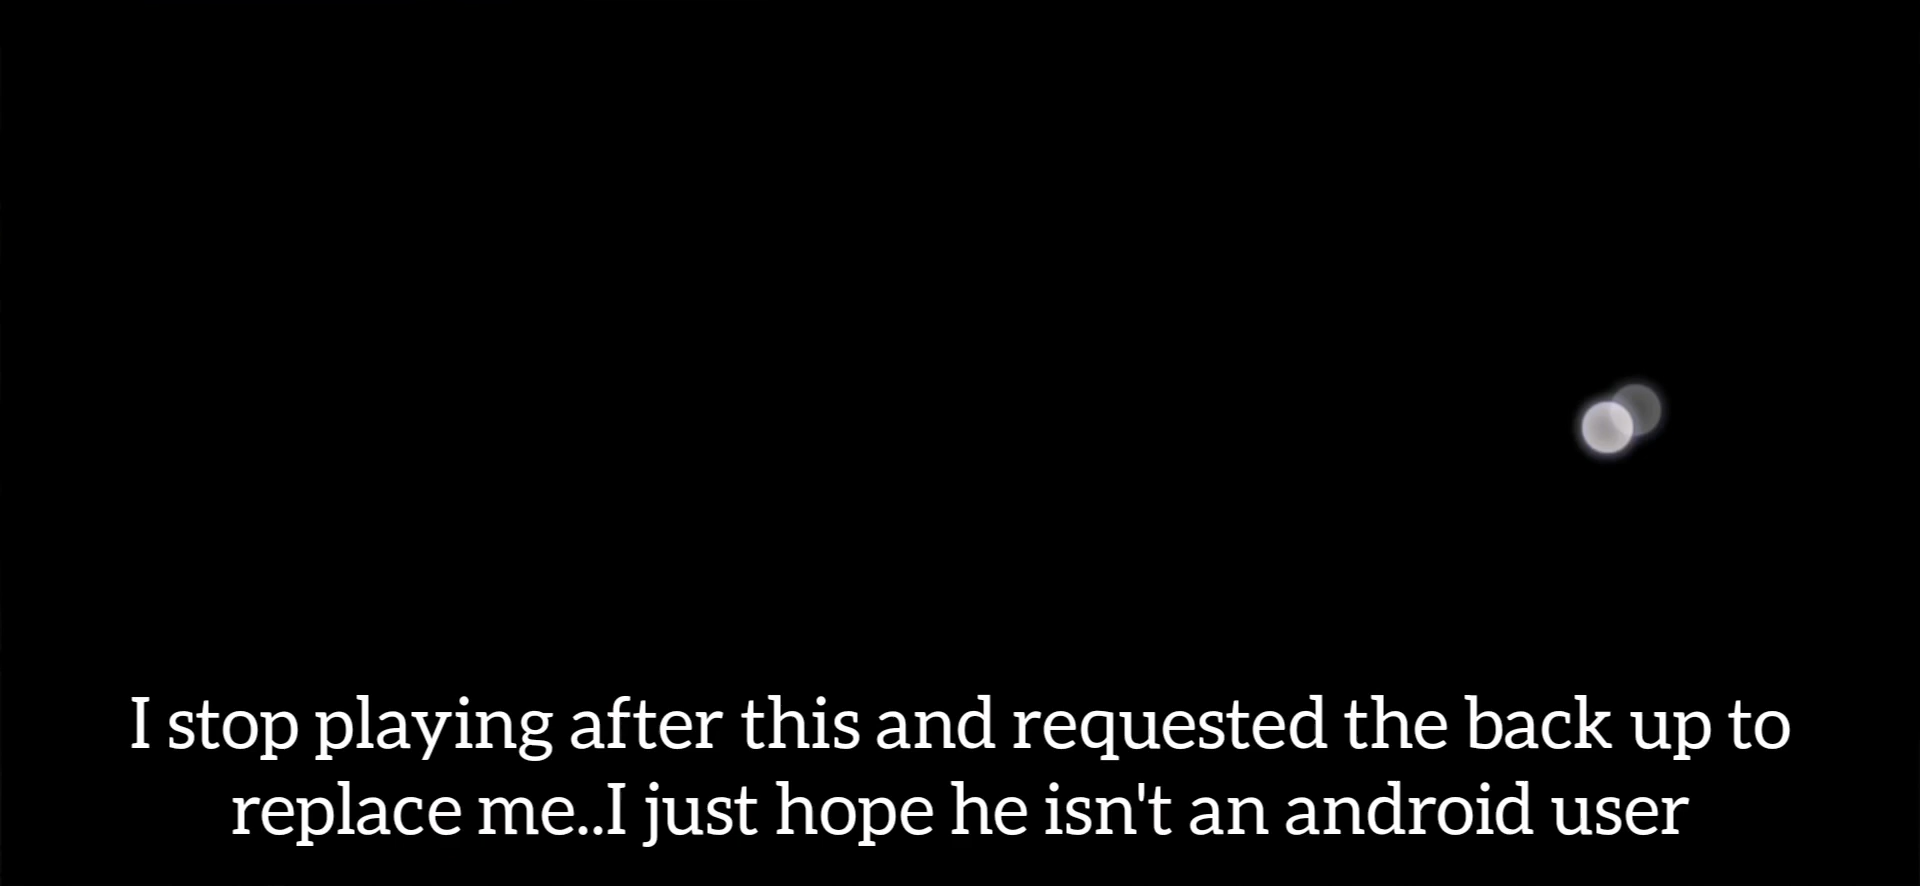 I stop playing after this and requested the back up to
replace me..I just hope he isn't an android user